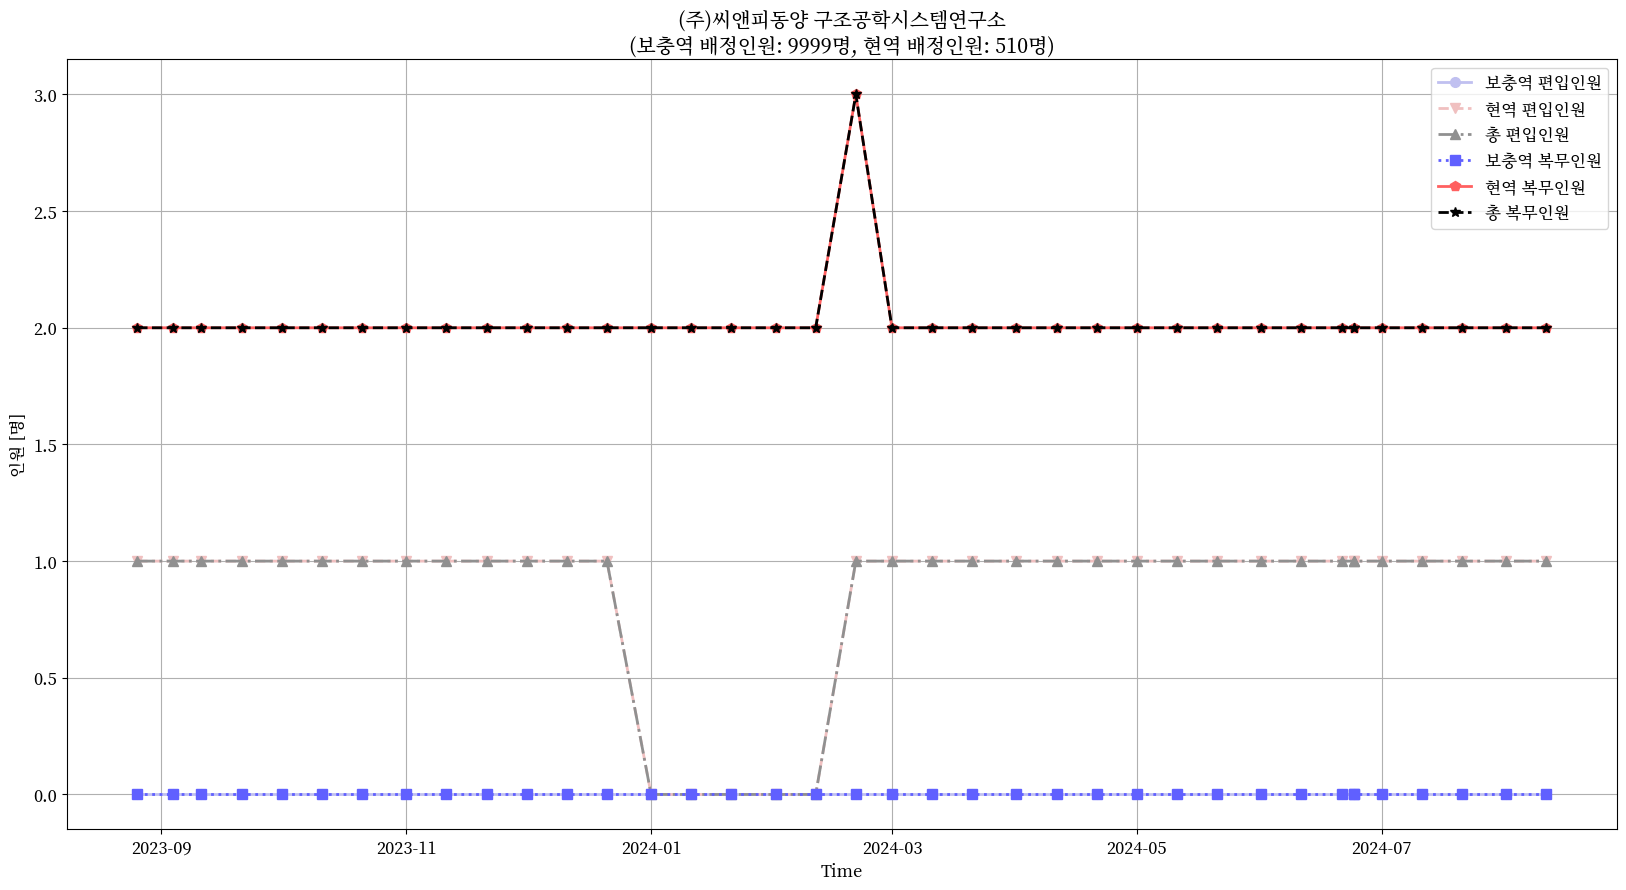 (주)씨앤피동양 구조공학시스템연구소
(보충역 배정인원: 9999명, 현역 배정인원: 510명)
보충역 편입인원
현역 편입인원
총 편입인원
보충역 복무인원
현역 복무인원
총 복무인원
인원 [명]
3.0
2.5
2.0
1.5
1.0
0.5
0.0
2023-09
2023-11
2024-01
2024-03
2024-05
2024-07
Time